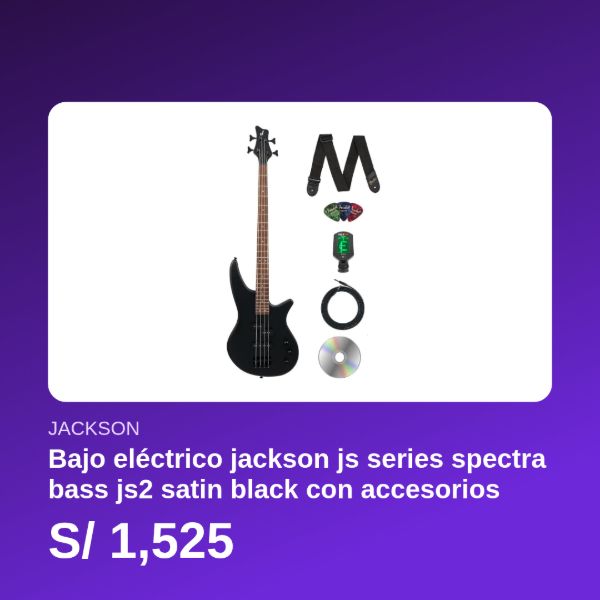 JACKSON
Bajo eléctrico jackson js series spectra
bass js2 satin black con accesorios
S/ 1,525